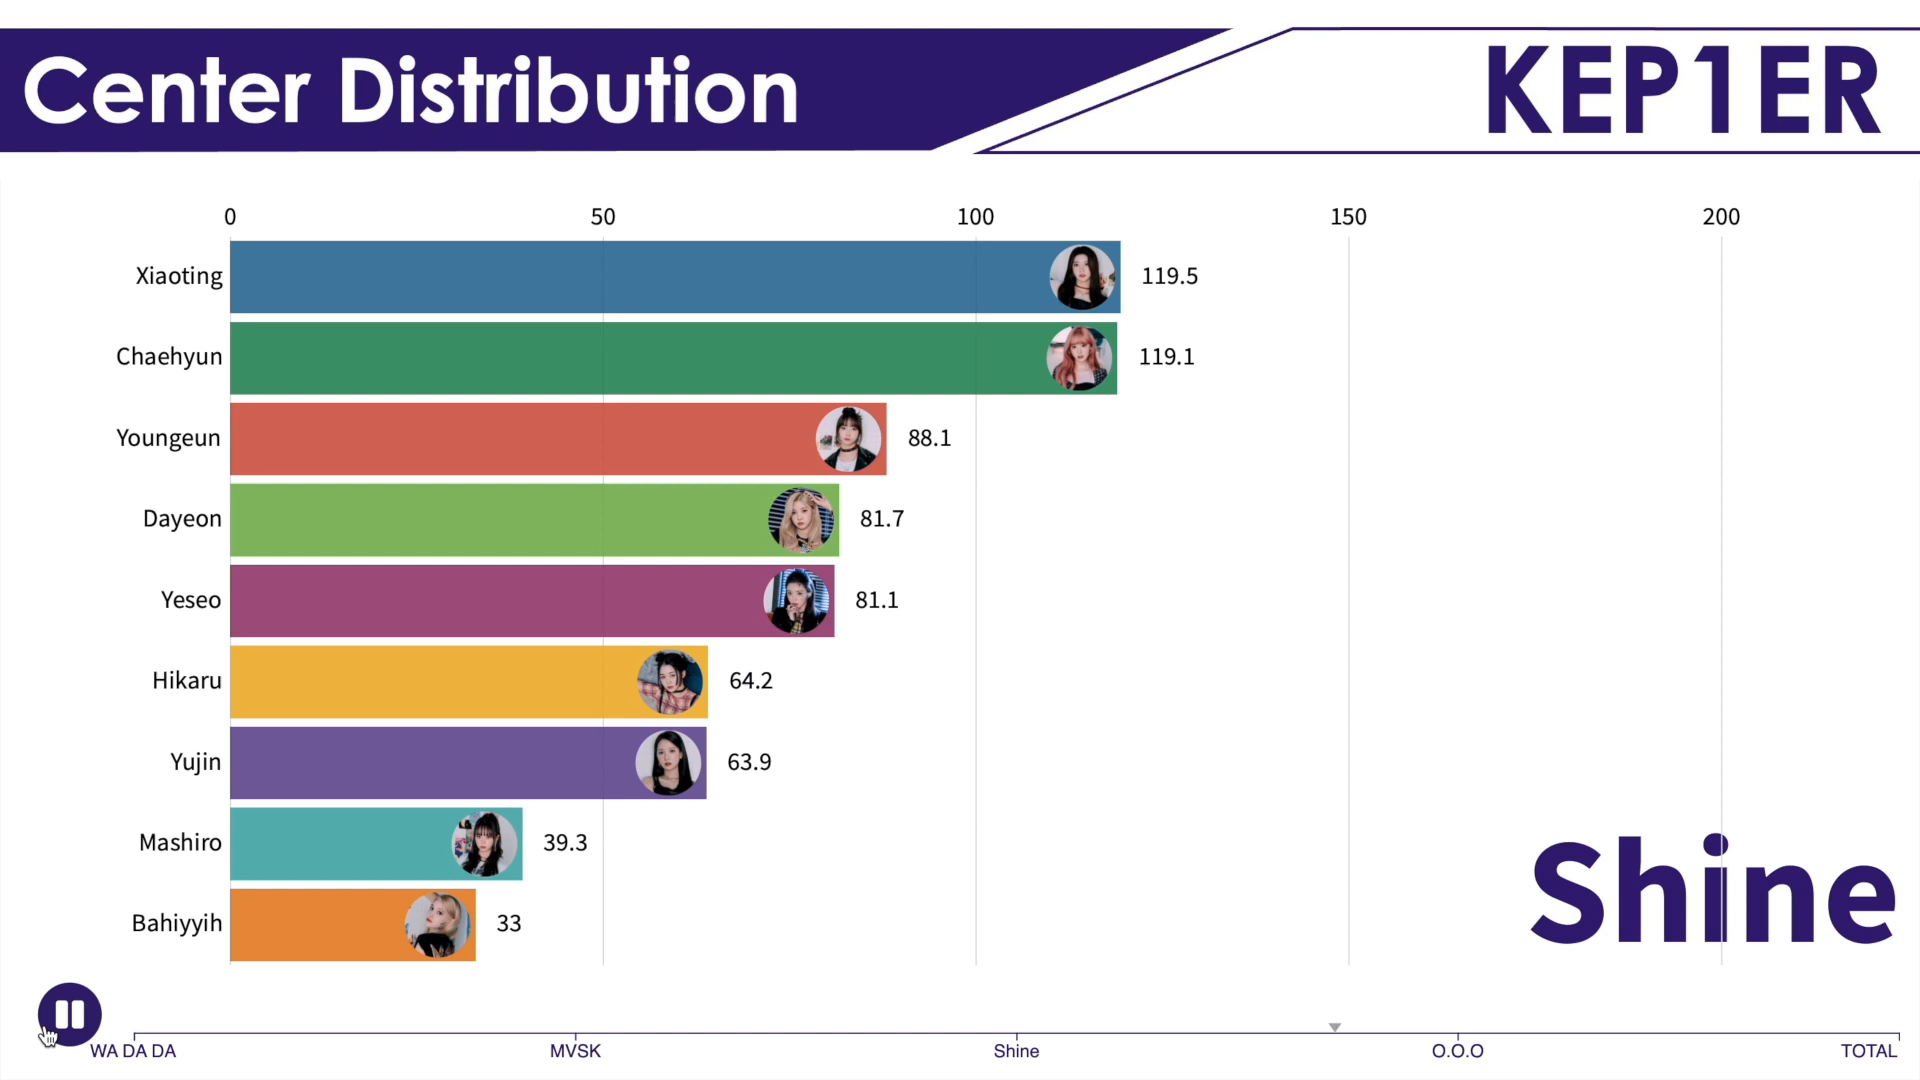 Center Distribution
KEP1ER
0 50 100 150 200
Xiaoting 119.5
Chaehyun 119.1
Youngeun 88.1
Dayeon 81.7
Yeseo 81.1
Hikaru 64.2
Yujin 63.9
Mashiro 39.3
Bahiyyih 33
Shine
WA DA DA MVSK Shine O.O.O TOTAL